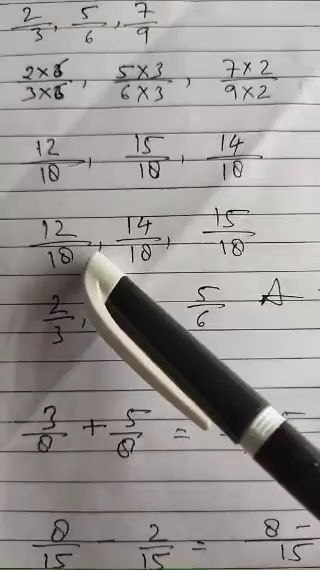 2/3, 5/6, 7/9
2×6/3×6, 5×3/6×3, 7×2/9×2
12/18, 15/18, 14/18
12/18, 14/18, 15/18
2/3, 5/6 A
3/8 + 5/8 =
8/15 - 2/15 = 8-/15